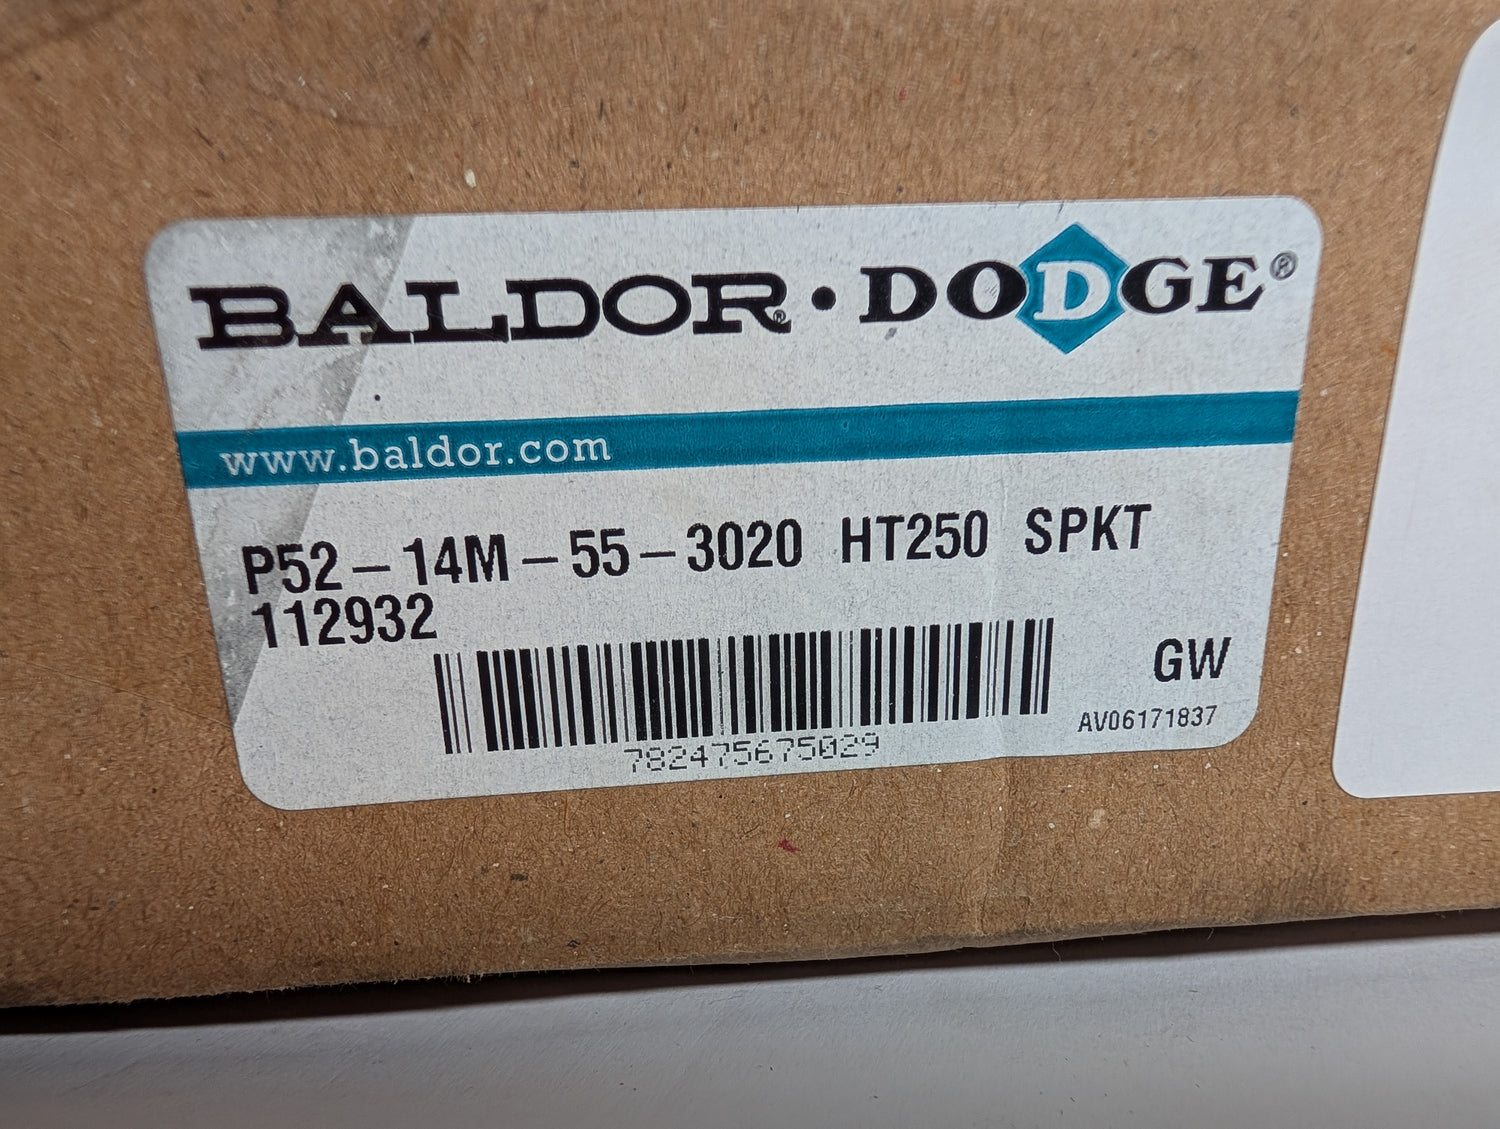 BALDOR® • DODGE®
www.baldor.com
P52-14M-55-3020 HT250 SPKT
112932
GW
AV06171837
782475675029